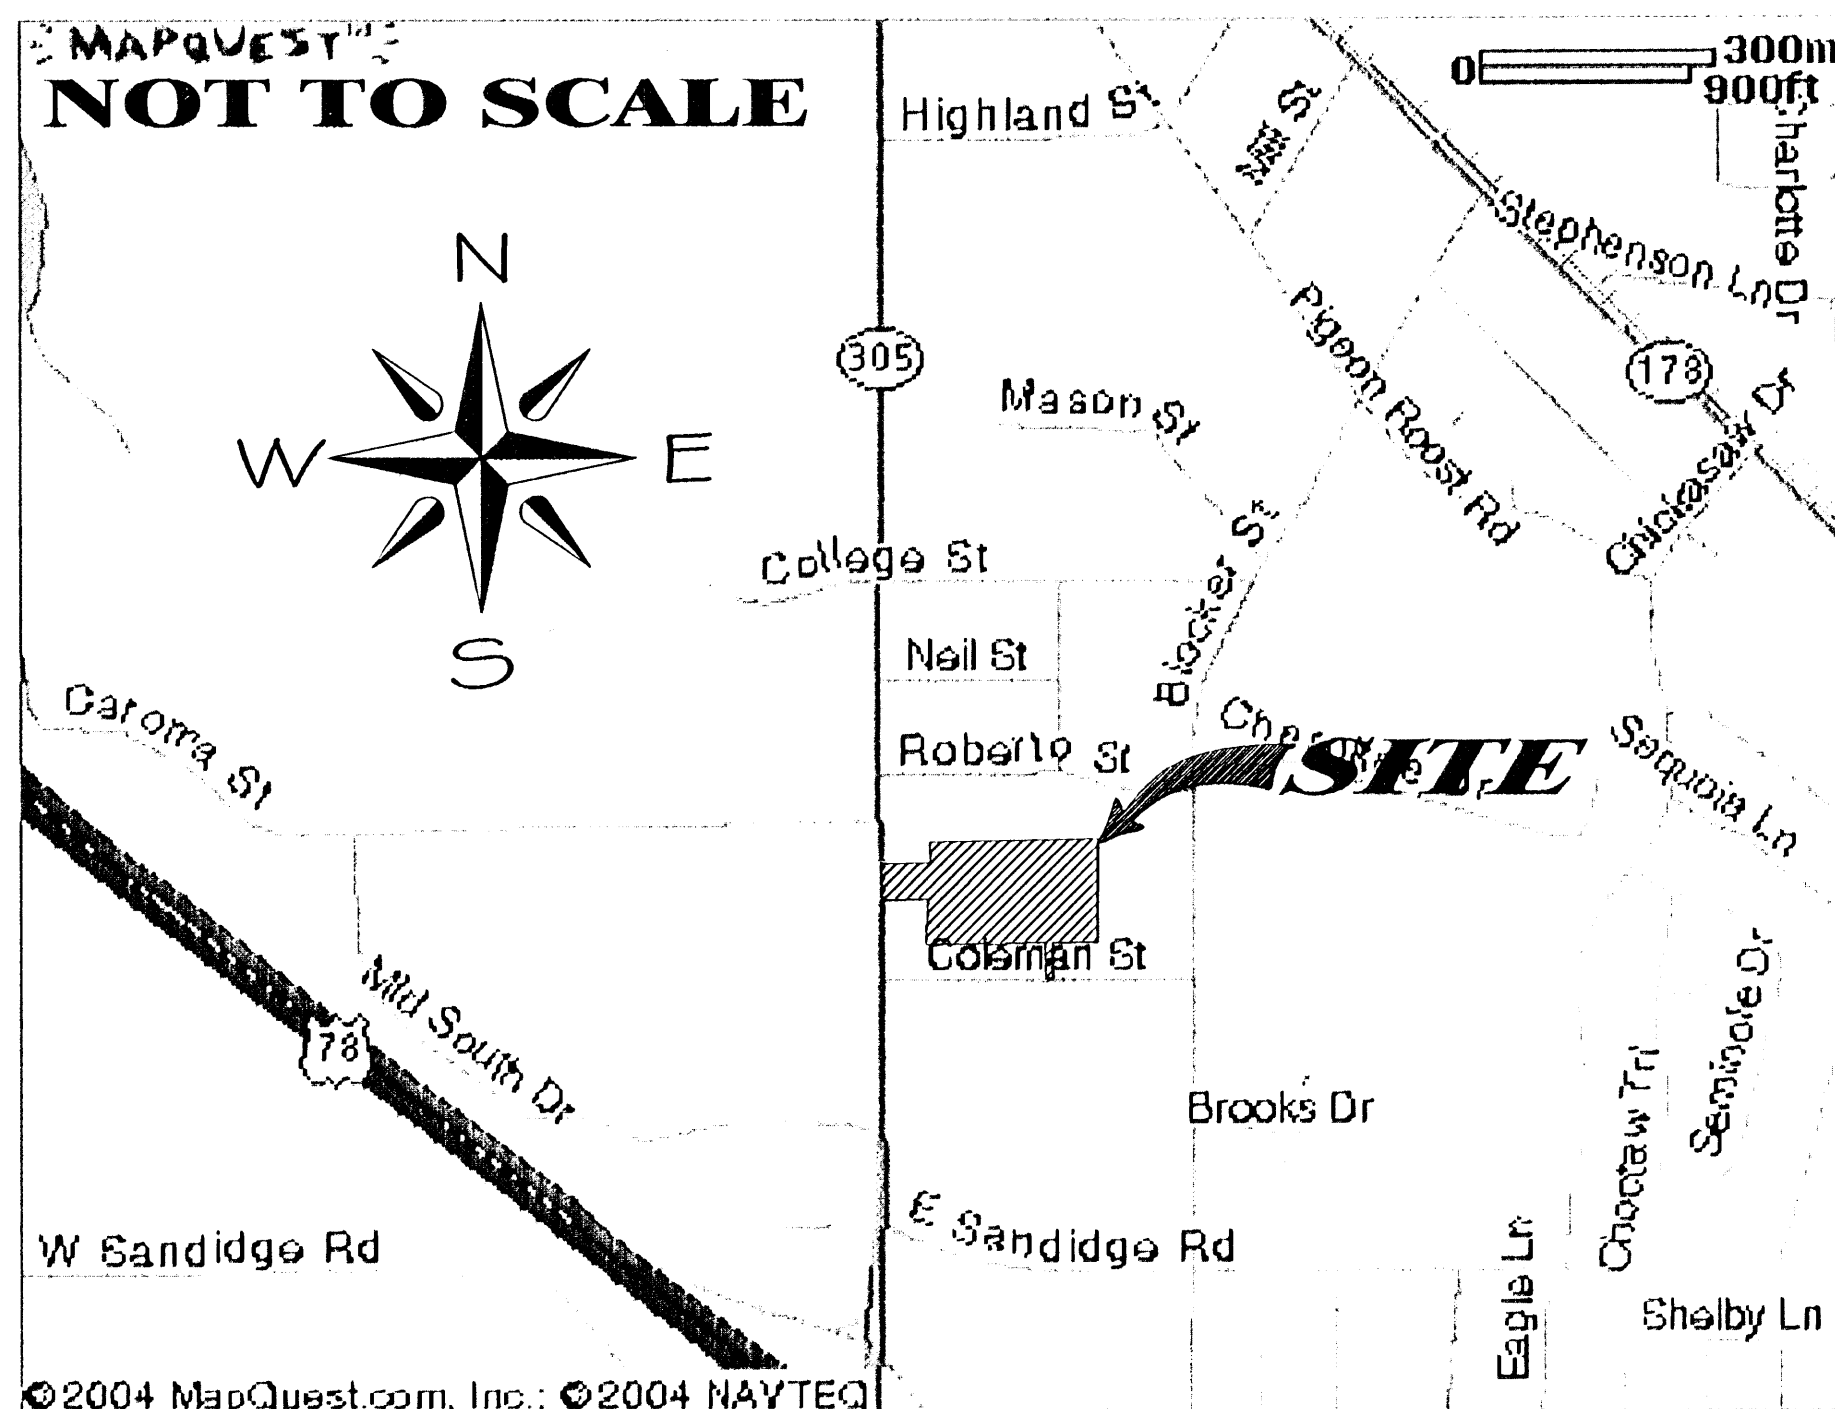 MAPQUEST™
NOT TO SCALE
0
300m
900ft
Highland St
Mill St
Charlotte Dr
Stephenson Ln
N
W
E
S
305
178
Pigeon Roost Rd
Mason St
Chickasaw Dr
College St
Blocker St
Neil St
Roberto St
SITE
Sequoia Ln
Coleman St
Mid South Dr
78
Seminole Dr
Choctaw Trl
Brooks Dr
W Sandidge Rd
E Sandidge Rd
Eagle Ln
Shelby Ln
©2004 MapQuest.com, Inc.; ©2004 NAVTEQ